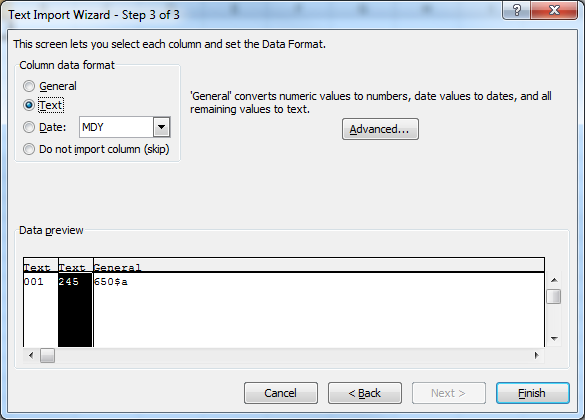 Text Import Wizard - Step 3 of 3
This screen lets you select each column and set the Data Format.
Column data format
General
Text
Date: MDY
Do not import column (skip)
'General' converts numeric values to numbers, date values to dates, and all
remaining values to text.
Advanced...
Data preview
Text Text General
001 245 650$a
Cancel < Back Next > Finish